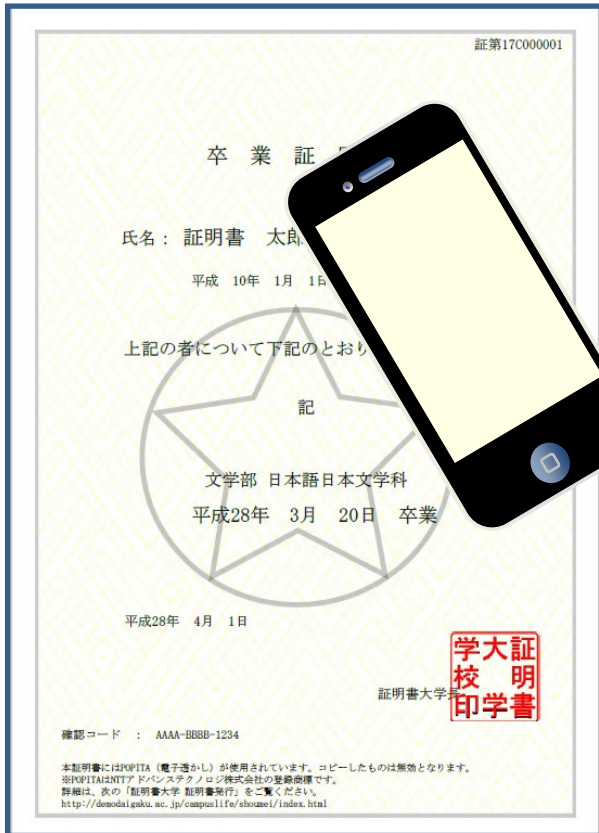 証第17C000001
卒 業 証
氏名： 証明書 太郎
平成 10年 1月 1日
上記の者について下記のとおり
記
文学部 日本語日本文学科
平成28年 3月 20日 卒業
平成28年 4月 1日
証明書大学長
証明書
大学
学校印
確認コード ： AAAA-BBBB-1234
本証明書にはPOPITA（電子透かし）が使用されています。コピーしたものは無効となります。
※POPITAはNTTアドバンステクノロジ株式会社の登録商標です。
詳細は、次の「証明書大学 証明書発行」をご覧ください。
http://demodaigaku.ac.jp/campuslife/shoumei/index.html